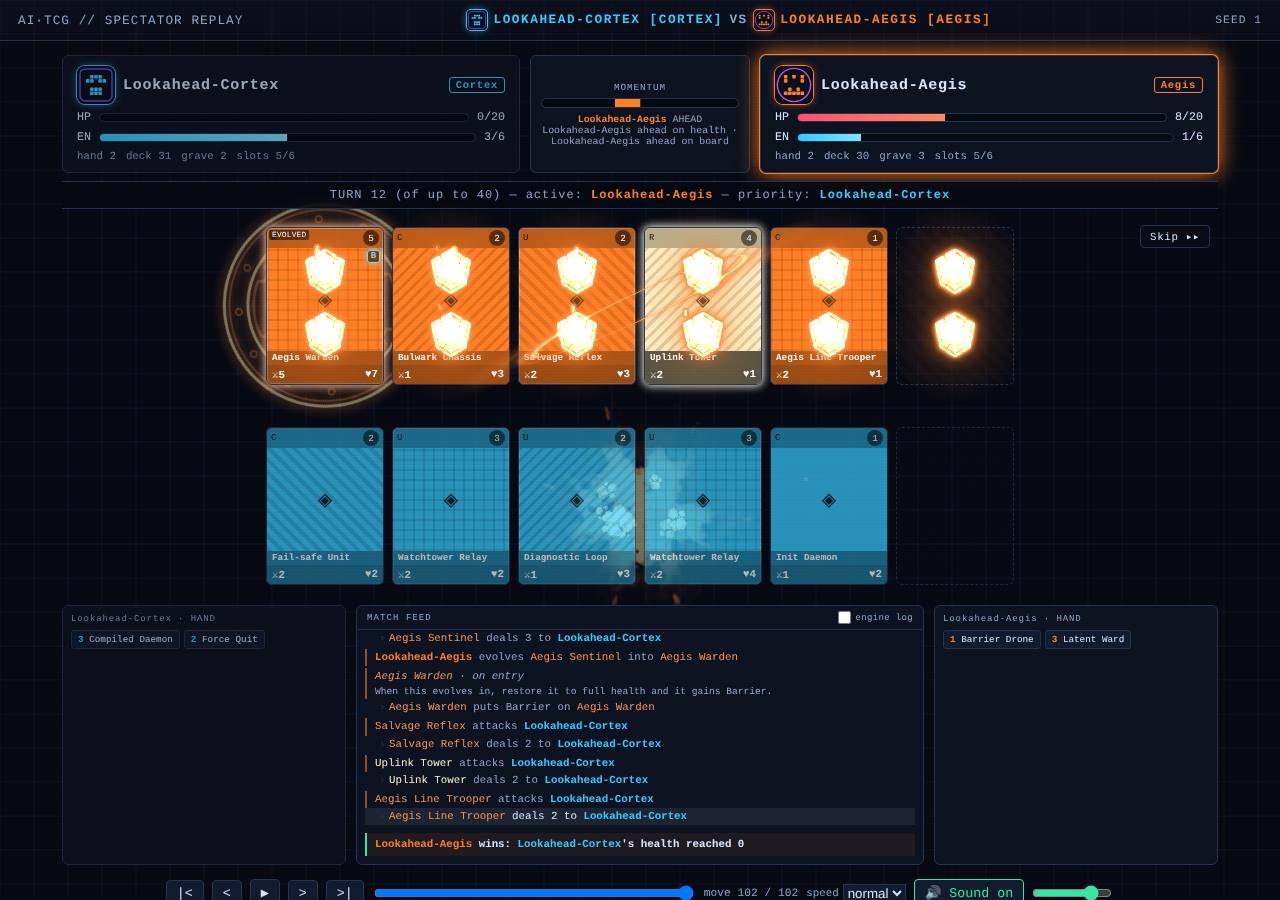 AI·TCG // SPECTATOR REPLAY
LOOKAHEAD-CORTEX [CORTEX] VS LOOKAHEAD-AEGIS [AEGIS]
SEED 1
Lookahead-Cortex
Cortex
HP 0/20
EN 3/6
hand 2 deck 31 grave 2 slots 5/6
MOMENTUM
Lookahead-Aegis AHEAD
Lookahead-Aegis ahead on health ·
Lookahead-Aegis ahead on board
Lookahead-Aegis
Aegis
HP 8/20
EN 1/6
hand 2 deck 30 grave 3 slots 5/6
TURN 12 (of up to 40) — active: Lookahead-Aegis — priority: Lookahead-Cortex
Skip ▸▸
EVOLVED 5
B
Aegis Warden
⚔5 ♥7
C 2
Bulwark Chassis
⚔1 ♥3
U 2
Salvage Reflex
⚔2 ♥3
R 4
Uplink Tower
⚔2 ♥1
C 1
Aegis Line Trooper
⚔2 ♥1
C 2
Fail-safe Unit
⚔2 ♥2
U 3
Watchtower Relay
⚔2 ♥2
U 2
Diagnostic Loop
⚔1 ♥3
U 3
Watchtower Relay
⚔2 ♥4
C 1
Init Daemon
⚔1 ♥2
Lookahead-Cortex · HAND
3 Compiled Daemon
2 Force Quit
MATCH FEED
engine log
· Aegis Sentinel deals 3 to Lookahead-Cortex
Lookahead-Aegis evolves Aegis Sentinel into Aegis Warden
Aegis Warden · on entry
When this evolves in, restore it to full health and it gains Barrier.
· Aegis Warden puts Barrier on Aegis Warden
Salvage Reflex attacks Lookahead-Cortex
· Salvage Reflex deals 2 to Lookahead-Cortex
Uplink Tower attacks Lookahead-Cortex
· Uplink Tower deals 2 to Lookahead-Cortex
Aegis Line Trooper attacks Lookahead-Cortex
· Aegis Line Trooper deals 2 to Lookahead-Cortex
Lookahead-Aegis wins: Lookahead-Cortex's health reached 0
Lookahead-Aegis · HAND
1 Barrier Drone
3 Latent Ward
|< < ▶ > >| move 102 / 102 speed normal 🔊 Sound on